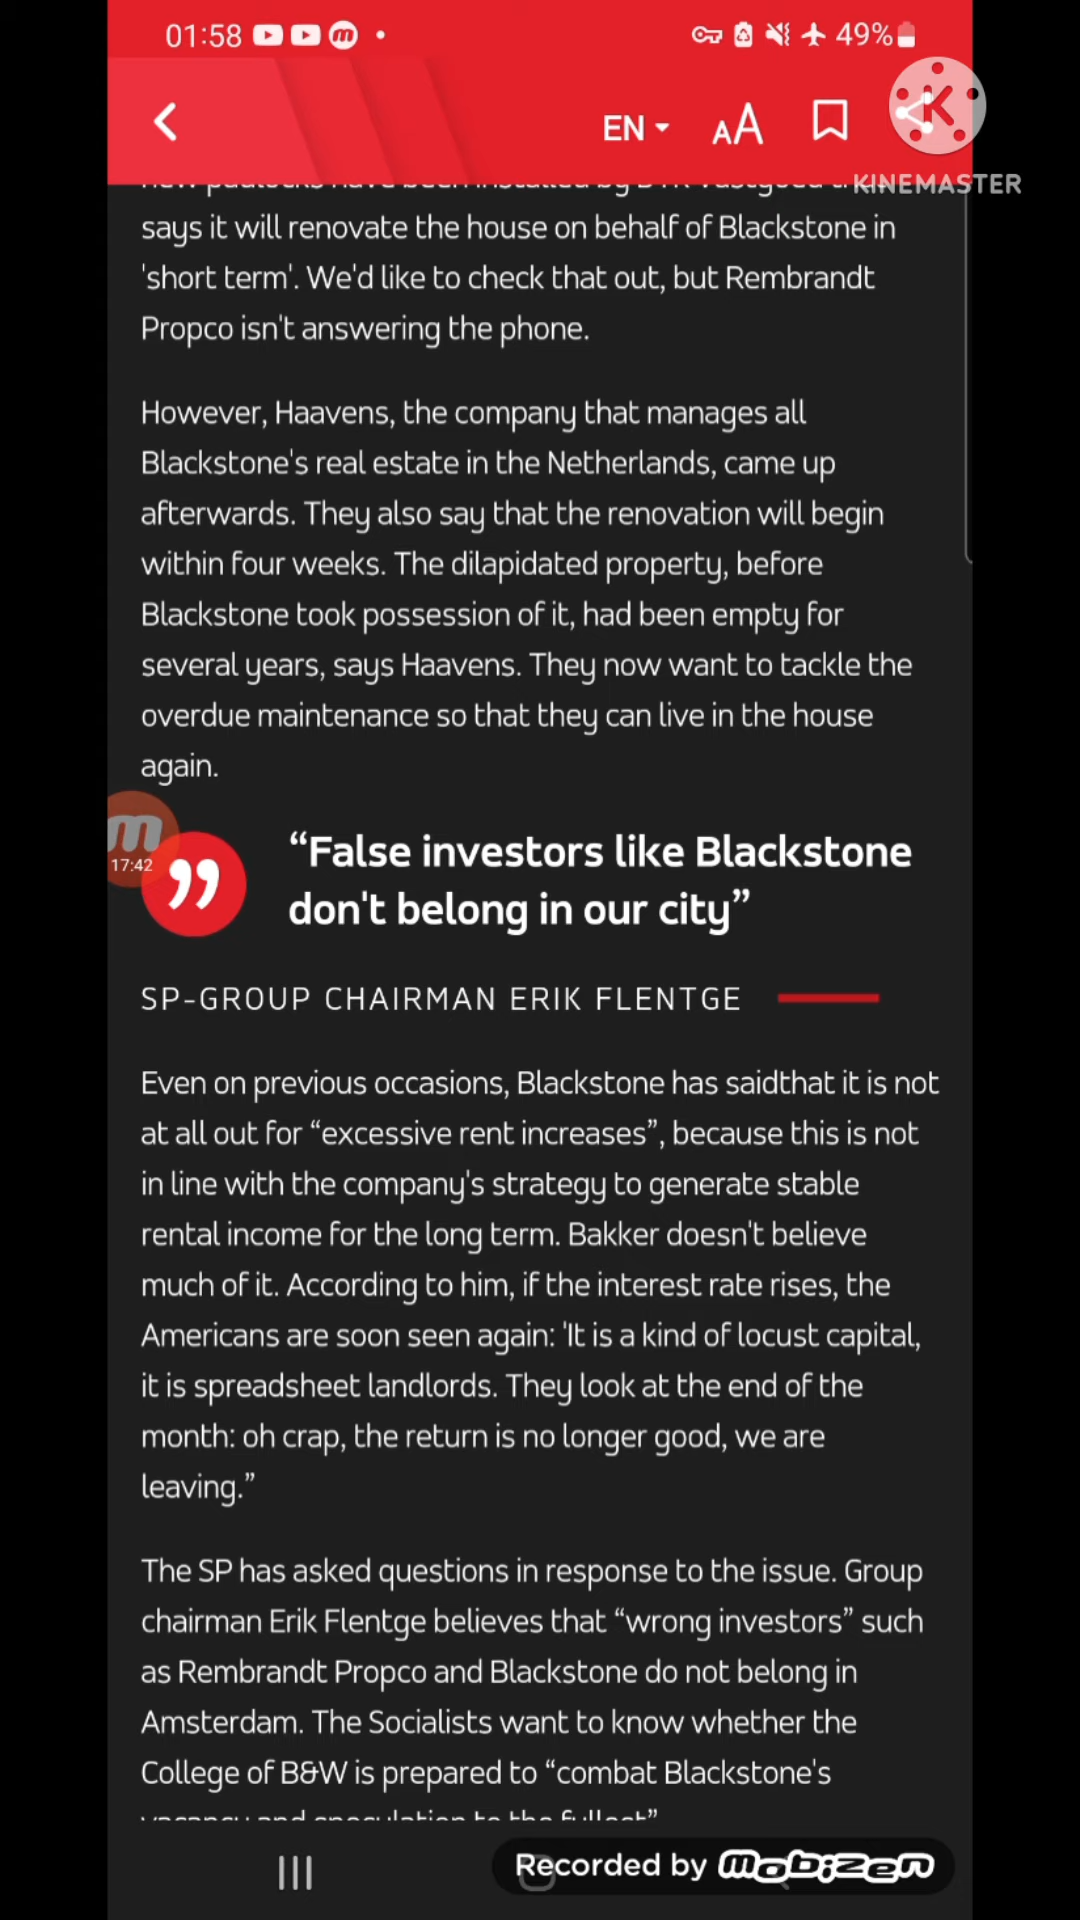 01:58
49%
EN
AA
KINEMASTER
says it will renovate the house on behalf of Blackstone in
'short term'. We'd like to check that out, but Rembrandt
Propco isn't answering the phone.
However, Haavens, the company that manages all
Blackstone's real estate in the Netherlands, came up
afterwards. They also say that the renovation will begin
within four weeks. The dilapidated property, before
Blackstone took possession of it, had been empty for
several years, says Haavens. They now want to tackle the
overdue maintenance so that they can live in the house
again.
17:42
“False investors like Blackstone
don't belong in our city”
SP-GROUP CHAIRMAN ERIK FLENTGE
Even on previous occasions, Blackstone has saidthat it is not
at all out for “excessive rent increases”, because this is not
in line with the company's strategy to generate stable
rental income for the long term. Bakker doesn't believe
much of it. According to him, if the interest rate rises, the
Americans are soon seen again: 'It is a kind of locust capital,
it is spreadsheet landlords. They look at the end of the
month: oh crap, the return is no longer good, we are
leaving.”
The SP has asked questions in response to the issue. Group
chairman Erik Flentge believes that “wrong investors” such
as Rembrandt Propco and Blackstone do not belong in
Amsterdam. The Socialists want to know whether the
College of B&W is prepared to “combat Blackstone's
vacancy and speculation to the fullest”
Recorded by mobizen